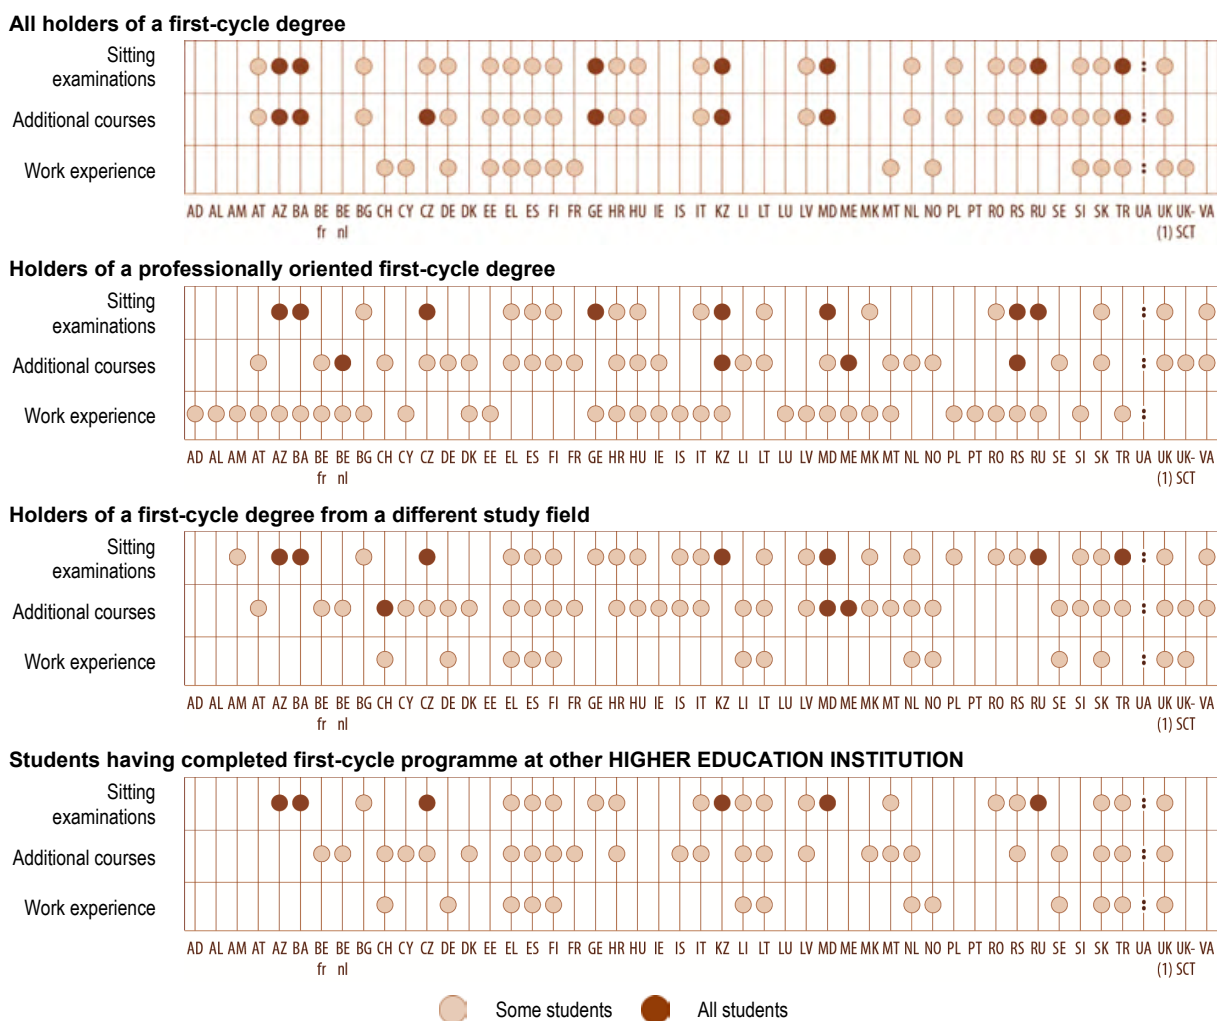 All holders of a first-cycle degree
Sitting
examinations
Additional courses
Work experience
AD AL AM AT AZ BA BE BE BG CH CY CZ DE DK EE EL ES FI FR GE HR HU IE IS IT KZ LI LT LU LV MD ME MK MT NL NO PL PT RO RS RU SE SI SK TR UA UK UK- VA
fr nl (1) SCT
Holders of a professionally oriented first-cycle degree
Sitting
examinations
Additional courses
Work experience
AD AL AM AT AZ BA BE BE BG CH CY CZ DE DK EE EL ES FI FR GE HR HU IE IS IT KZ LI LT LU LV MD ME MK MT NL NO PL PT RO RS RU SE SI SK TR UA UK UK- VA
fr nl (1) SCT
Holders of a first-cycle degree from a different study field
Sitting
examinations
Additional courses
Work experience
AD AL AM AT AZ BA BE BE BG CH CY CZ DE DK EE EL ES FI FR GE HR HU IE IS IT KZ LI LT LU LV MD ME MK MT NL NO PL PT RO RS RU SE SI SK TR UA UK UK- VA
fr nl (1) SCT
Students having completed first-cycle programme at other HIGHER EDUCATION INSTITUTION
Sitting
examinations
Additional courses
Work experience
AD AL AM AT AZ BA BE BE BG CH CY CZ DE DK EE EL ES FI FR GE HR HU IE IS IT KZ LI LT LU LV MD ME MK MT NL NO PL PT RO RS RU SE SI SK TR UA UK UK- VA
fr nl (1) SCT
Some students All students